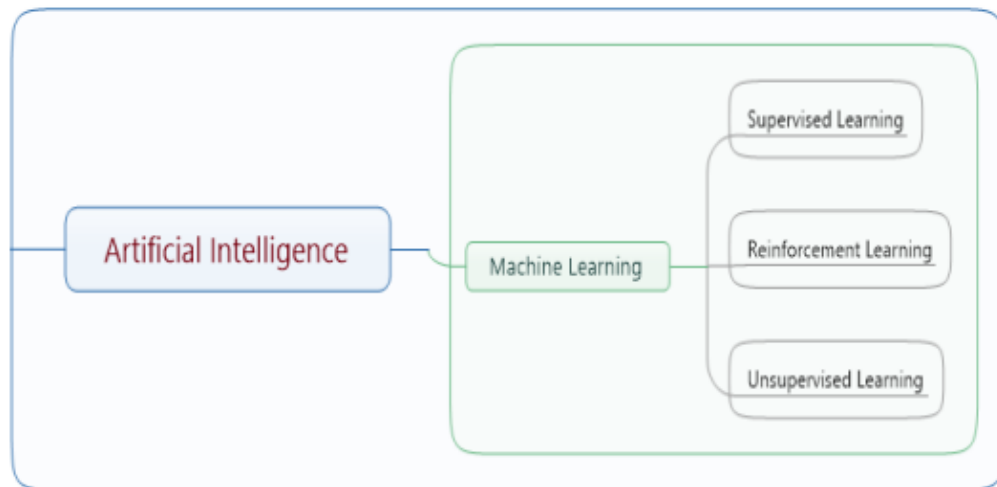 Artificial Intelligence
Machine Learning
Supervised Learning
Reinforcement Learning
Unsupervised Learning